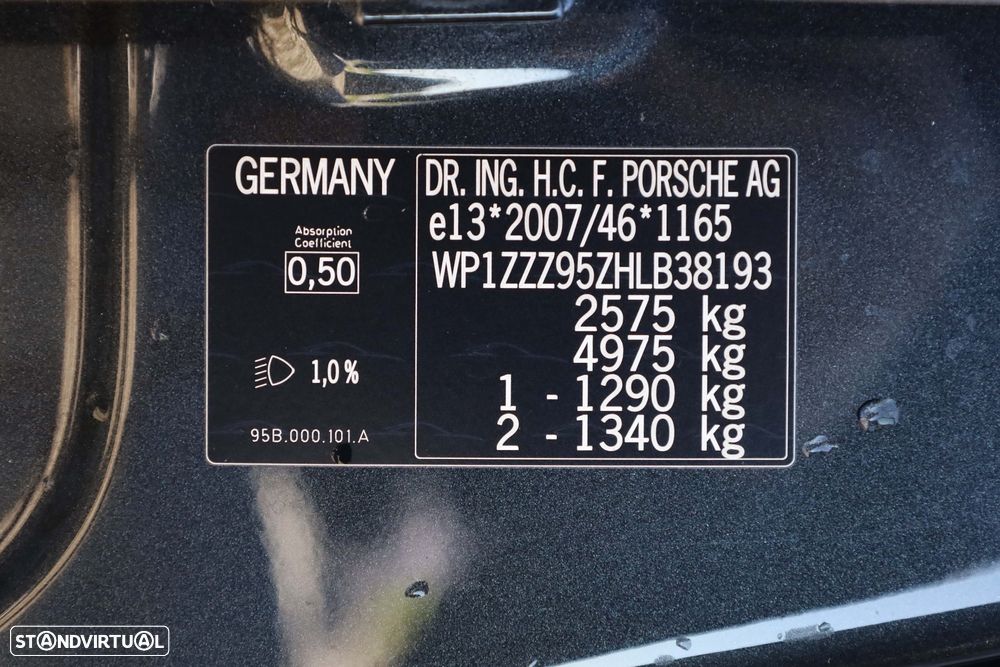 GERMANY
Absorption
Coefficient
0,50
1,0 %
95B.000.101.A
DR. ING. H.C. F. PORSCHE AG
e13*2007/46*1165
WP1ZZZ95ZHLB38193
2575 kg
4975 kg
1 - 1290 kg
2 - 1340 kg
STANDVIRTUAL